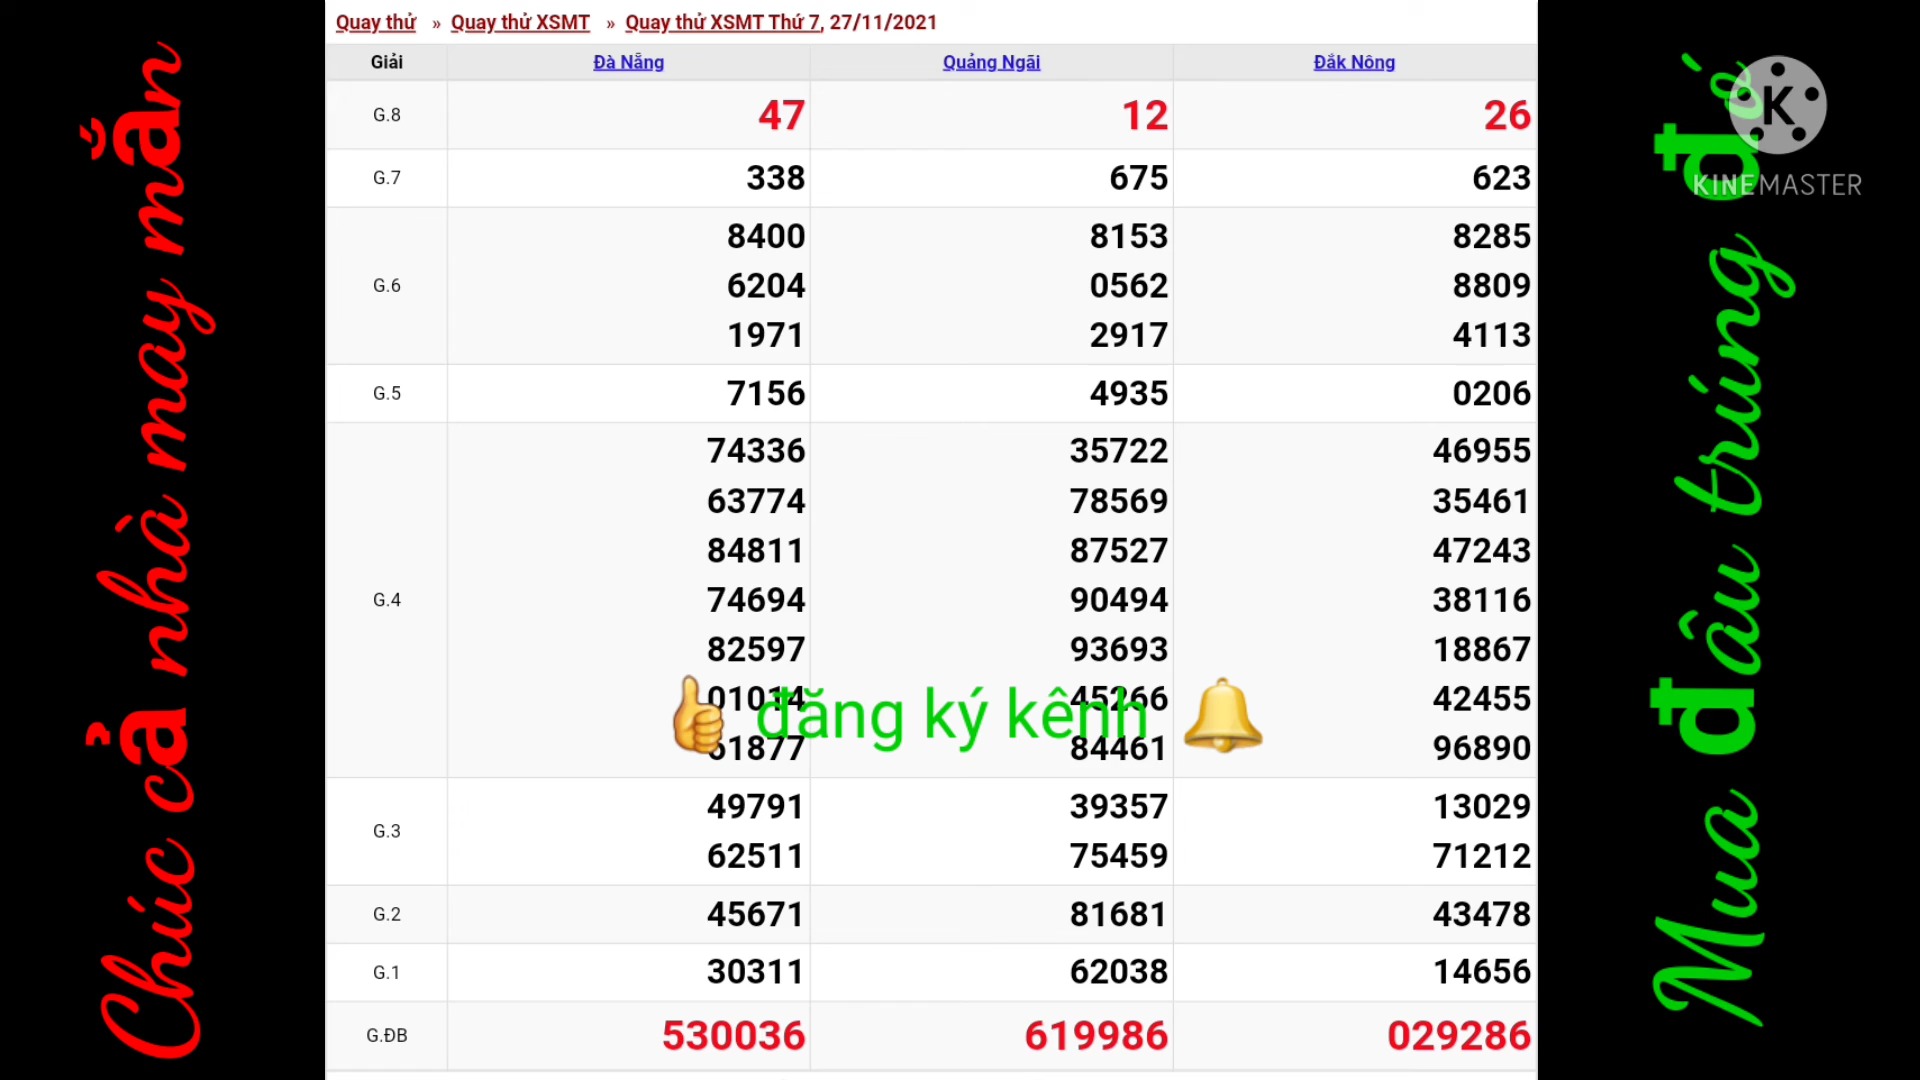 Quay thử » Quay thử XSMT » Quay thử XSMT Thứ 7, 27/11/2021
Giải Đà Nẵng Quảng Ngãi Đắk Nông
G.8 47 12 26
G.7 338 675 623
8400 8153 8285
G.6 6204 0562 8809
1971 2917 4113
G.5 7156 4935 0206
74336 35722 46955
63774 78569 35461
84811 87527 47243
G.4 74694 90494 38116
82597 93693 18867
01014 45266 42455
61877 84461 96890
đăng ký kênh
49791 39357 13029
G.3
62511 75459 71212
G.2 45671 81681 43478
G.1 30311 62038 14656
G.ĐB 530036 619986 029286
Chúc cả nhà may mắn
Mua đâu trúng đó
K
KINEMASTER